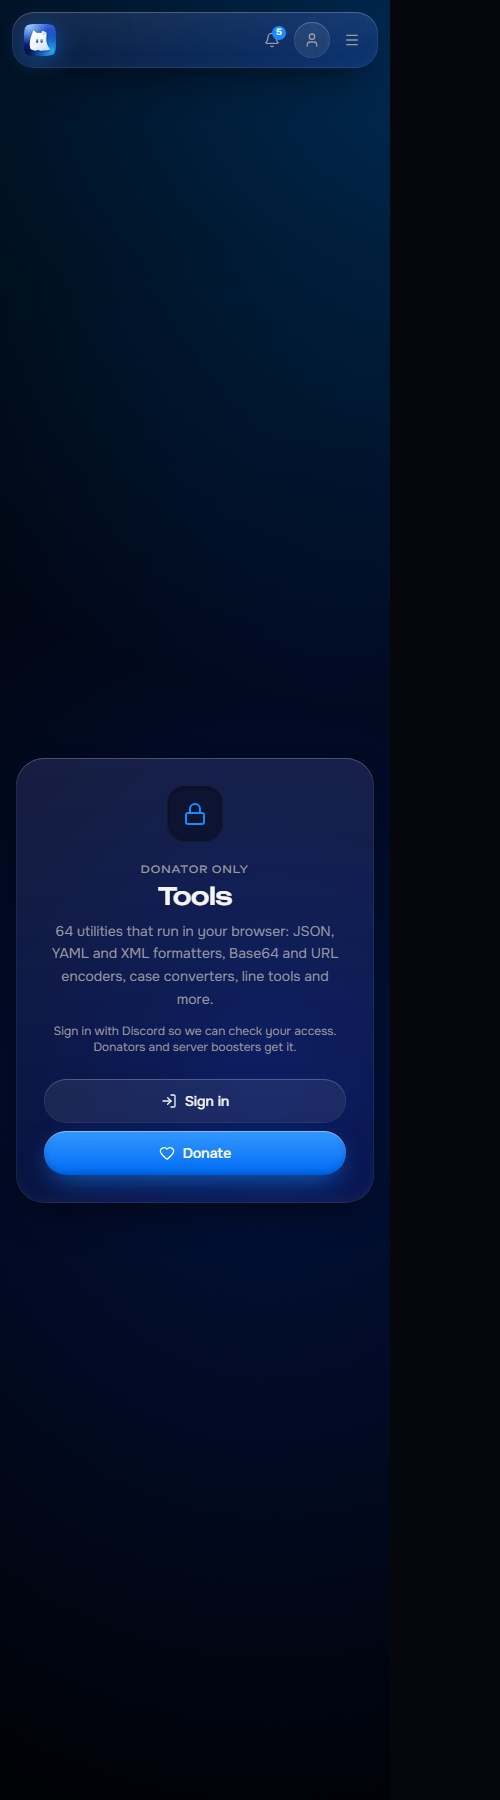 5
DONATOR ONLY
Tools
64 utilities that run in your browser: JSON,
YAML and XML formatters, Base64 and URL
encoders, case converters, line tools and
more.
Sign in with Discord so we can check your access.
Donators and server boosters get it.
Sign in
Donate